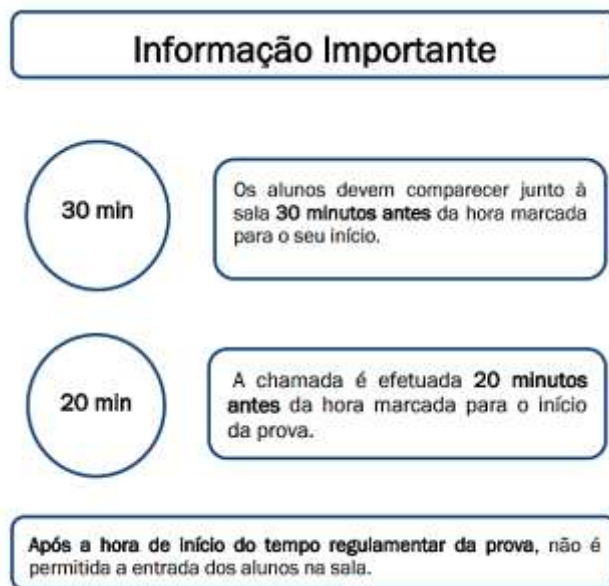 Informação Importante
30 min
Os alunos devem comparecer junto à
sala 30 minutos antes da hora marcada
para o seu início.
20 min
A chamada é efetuada 20 minutos
antes da hora marcada para o início
da prova.
Após a hora de início do tempo regulamentar da prova, não é
permitida a entrada dos alunos na sala.